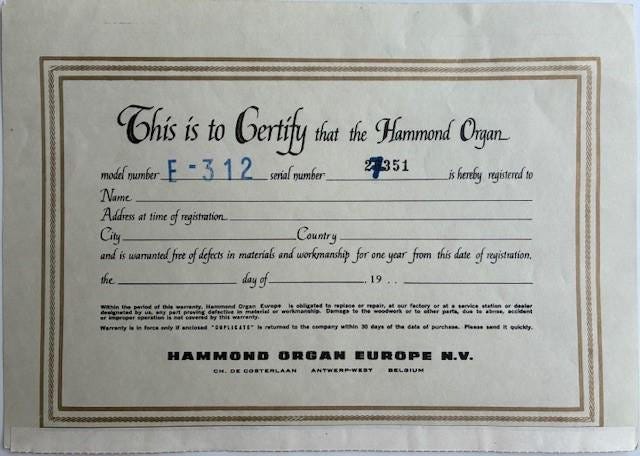 This is to Certify that the Hammond Organ
model number E-312 serial number 27351 is hereby registered to
Name
Address at time of registration
City Country
and is warranted free of defects in materials and workmanship for one year from this date of registration,
the day of , 19 . .
Within the period of this warranty, Hammond Organ Europe is obligated to replace or repair, at our factory or at a service station or dealer
designated by us, any part proving defective in material or workmanship. Damage to the woodwork or to other parts, due to abuse, accident
or improper operation is not covered by this warranty.
Warranty is in force only if enclosed "DUPLICATE" is returned to the company within 30 days of the date of purchase. Please send it quickly.
HAMMOND ORGAN EUROPE N.V.
CH. DE COSTERLAAN ANTWERP-WEST BELGIUM